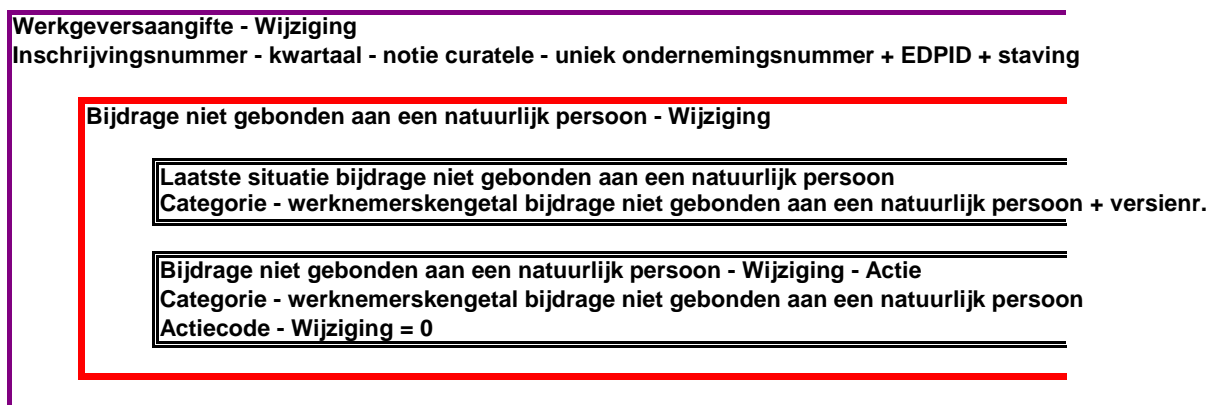 Werkgeversaangifte - Wijziging
Inschrijvingsnummer - kwartaal - notie curatele - uniek ondernemingsnummer + EDPID + staving
Bijdrage niet gebonden aan een natuurlijk persoon - Wijziging
Laatste situatie bijdrage niet gebonden aan een natuurlijk persoon
Categorie - werknemerskengetal bijdrage niet gebonden aan een natuurlijk persoon + versienr.
Bijdrage niet gebonden aan een natuurlijk persoon - Wijziging - Actie
Categorie - werknemerskengetal bijdrage niet gebonden aan een natuurlijk persoon
Actiecode - Wijziging = 0